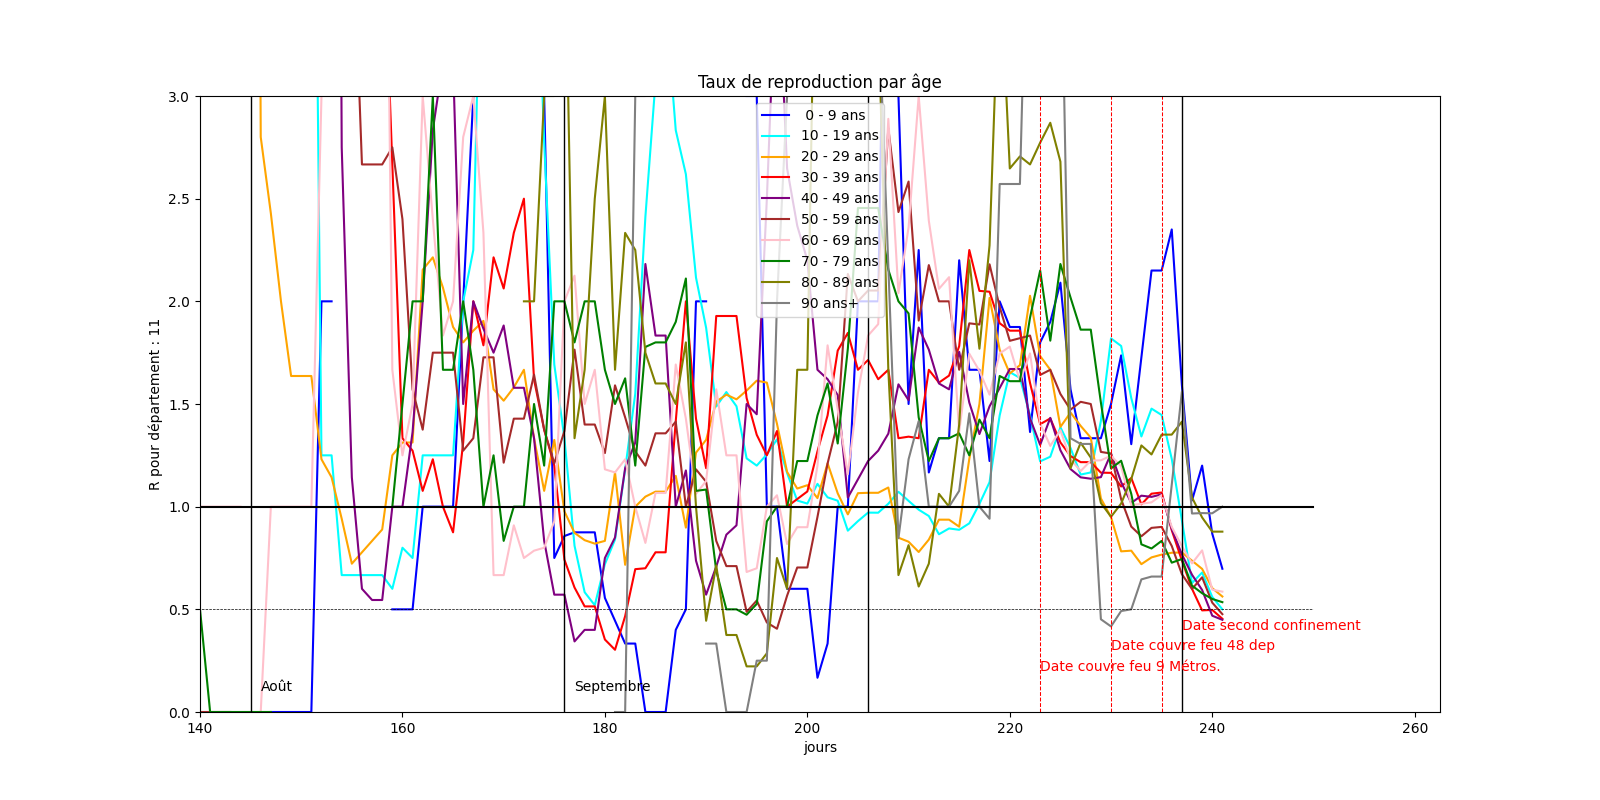 Taux de reproduction par âge
R pour département : 11
3.0
2.5
2.0
1.5
1.0
0.5
0.0
0 - 9 ans
10 - 19 ans
20 - 29 ans
30 - 39 ans
40 - 49 ans
50 - 59 ans
60 - 69 ans
70 - 79 ans
80 - 89 ans
90 ans+
Date second confinement
Date couvre feu 48 dep
Date couvre feu 9 Métros.
Août
Septembre
140 160 180 200 220 240 260
jours